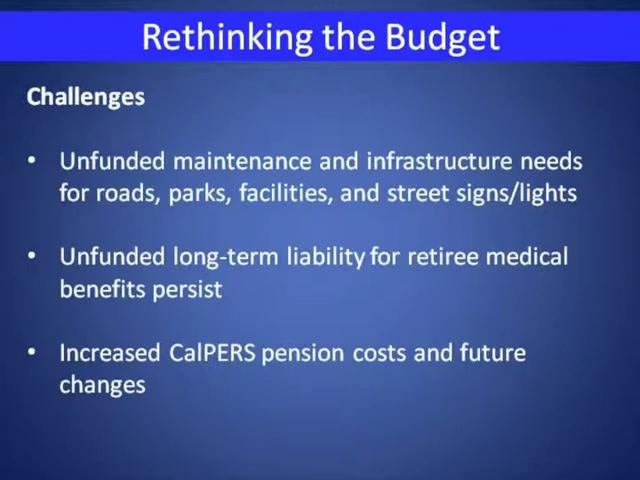 Rethinking the Budget
Challenges
• Unfunded maintenance and infrastructure needs
for roads, parks, facilities, and street signs/lights
• Unfunded long-term liability for retiree medical
benefits persist
• Increased CalPERS pension costs and future
changes